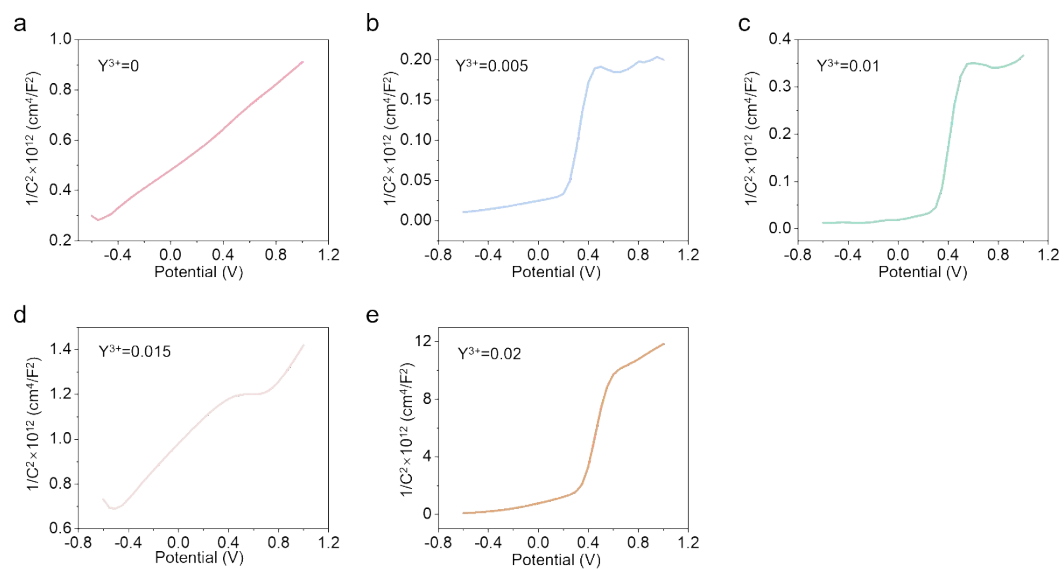 a
Y³⁺=0
1/C²×10¹² (cm⁴/F²)
1.0
0.8
0.6
0.4
0.2
-0.4 0.0 0.4 0.8 1.2
Potential (V)
b
Y³⁺=0.005
1/C²×10¹² (cm⁴/F²)
0.20
0.15
0.10
0.05
0.00
-0.8 -0.4 0.0 0.4 0.8 1.2
Potential (V)
c
Y³⁺=0.01
1/C²×10¹² (cm⁴/F²)
0.4
0.3
0.2
0.1
0.0
-0.8 -0.4 0.0 0.4 0.8 1.2
Potential (V)
d
Y³⁺=0.015
1/C²×10¹² (cm⁴/F²)
1.4
1.2
1.0
0.8
0.6
-0.8 -0.4 0.0 0.4 0.8 1.2
Potential (V)
e
Y³⁺=0.02
1/C²×10¹² (cm⁴/F²)
12
8
4
0
-0.8 -0.4 0.0 0.4 0.8 1.2
Potential (V)